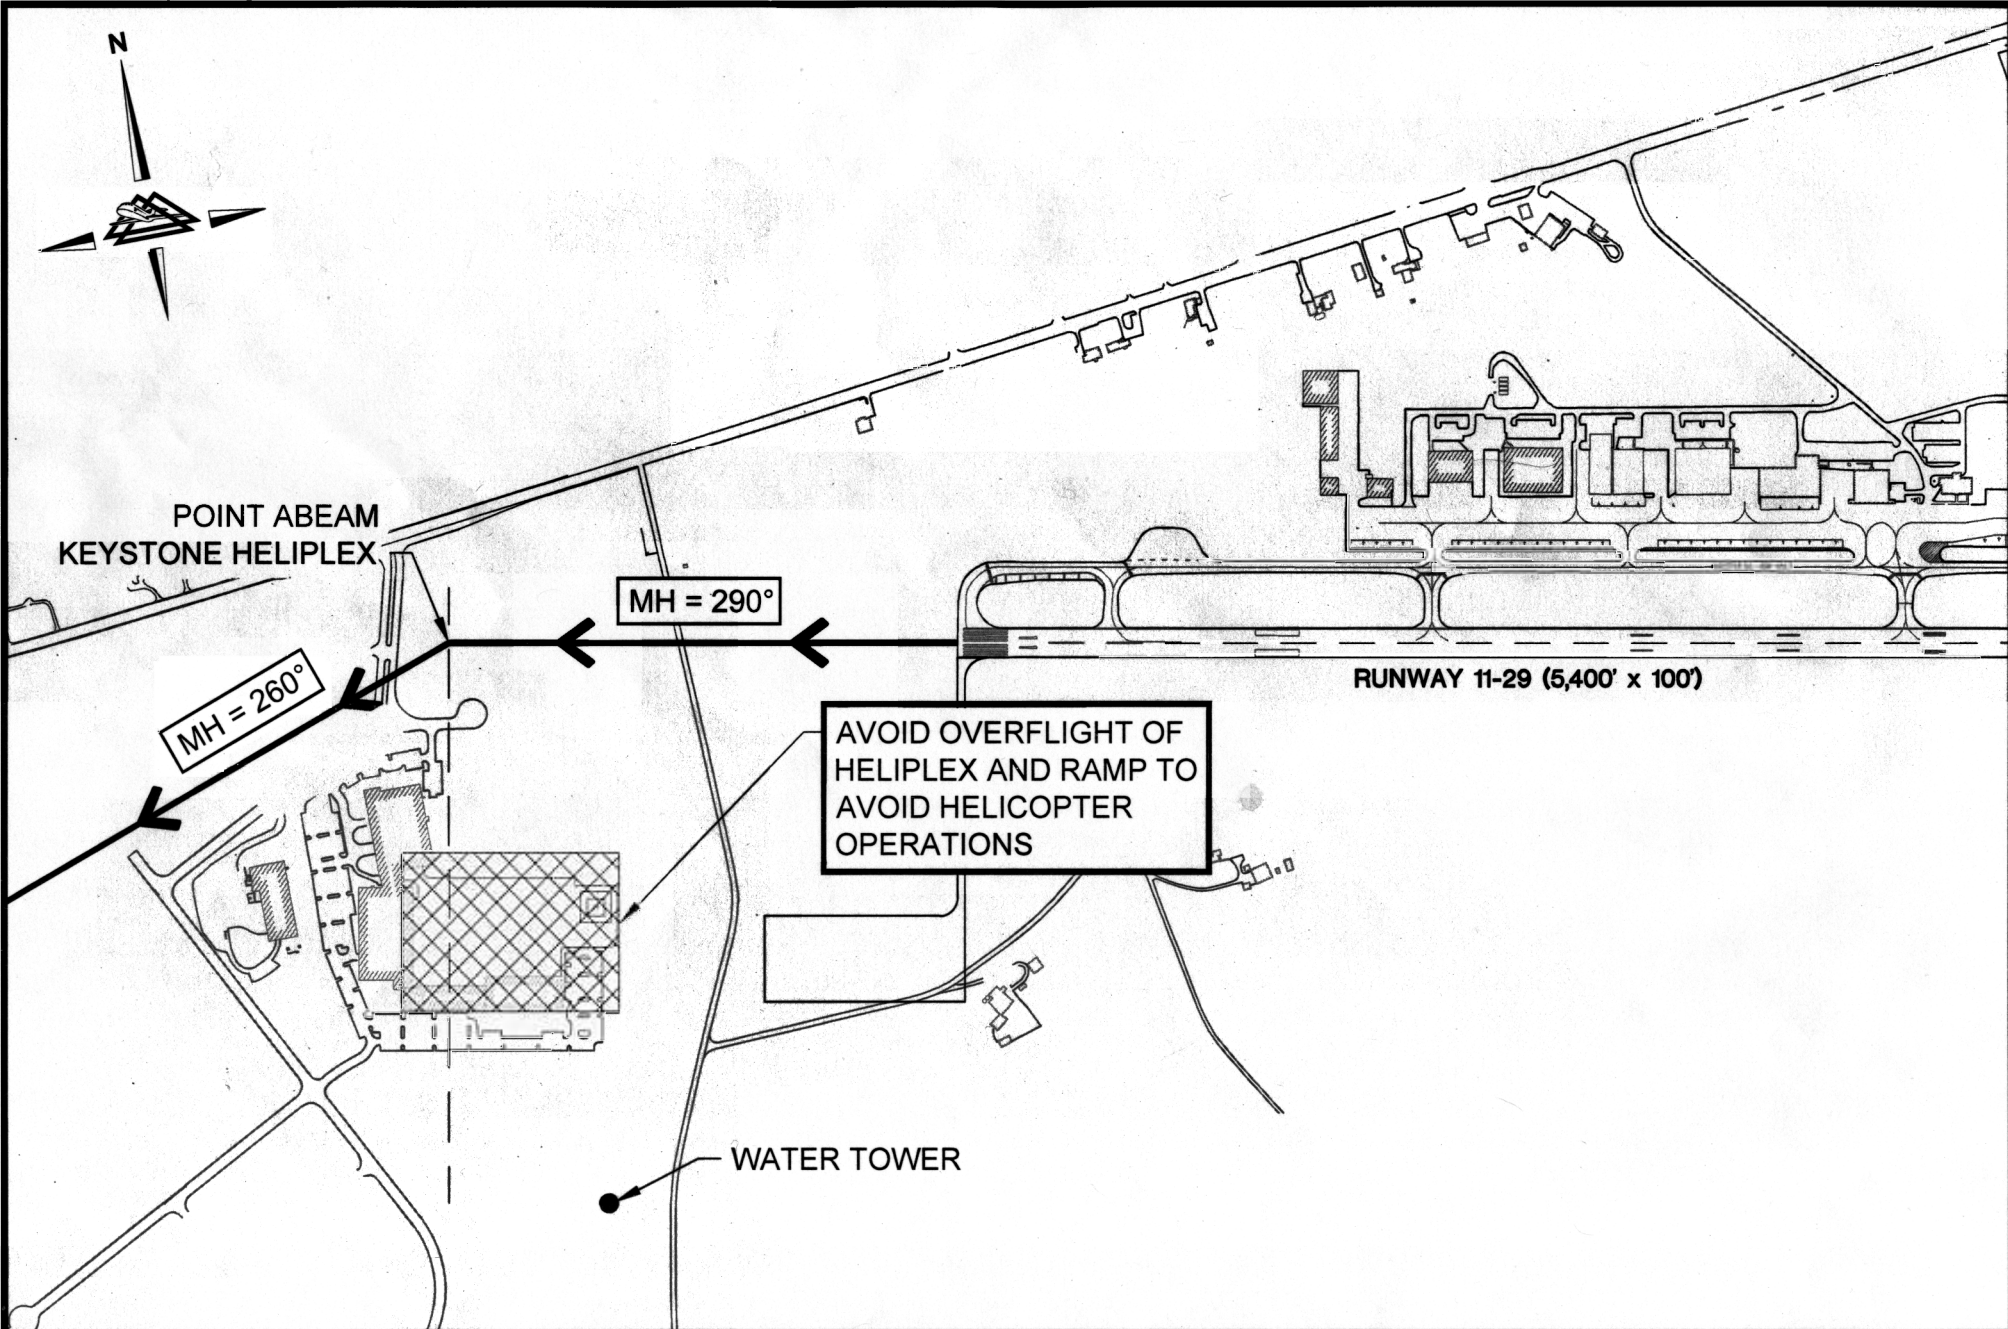 N
POINT ABEAM
KEYSTONE HELIPLEX
MH = 290°
MH = 260°
RUNWAY 11-29 (5,400' x 100')
AVOID OVERFLIGHT OF
HELIPLEX AND RAMP TO
AVOID HELICOPTER
OPERATIONS
WATER TOWER